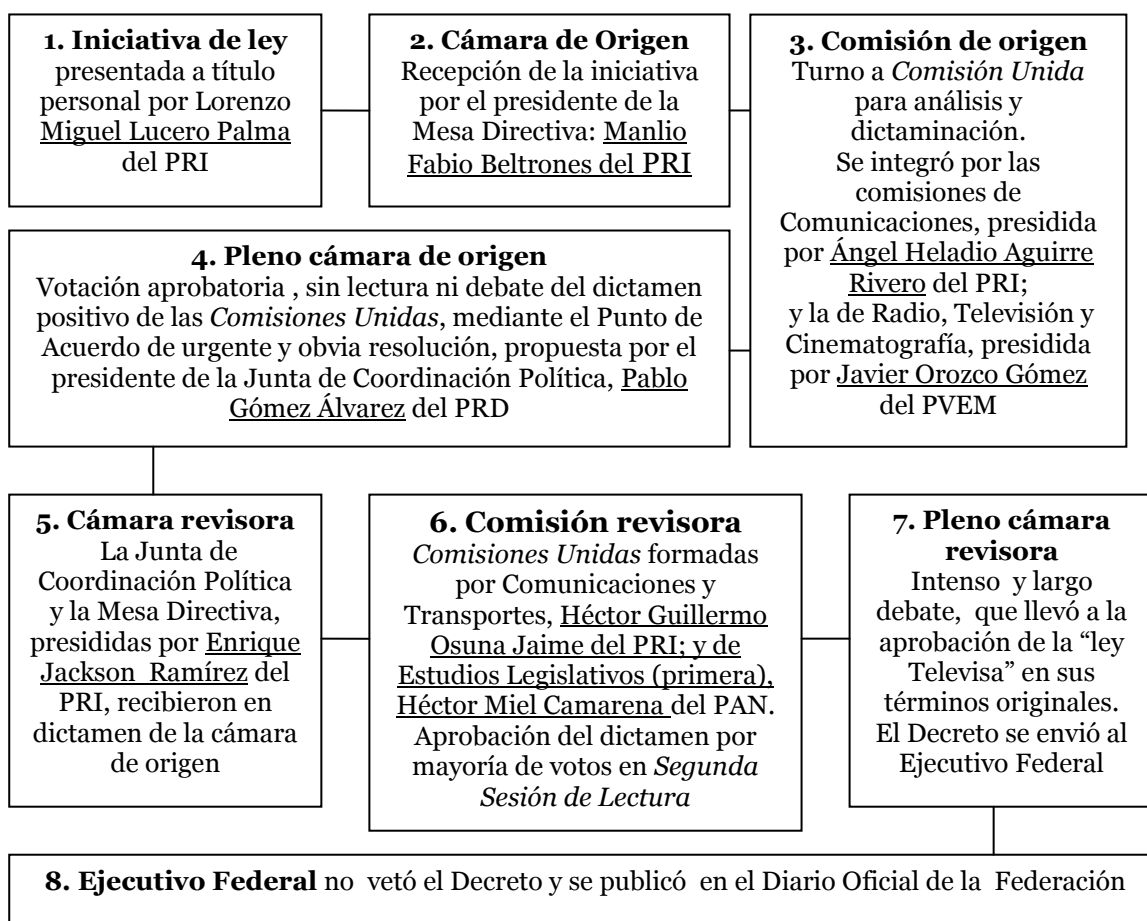 1. Iniciativa de ley
presentada a título
personal por Lorenzo
Miguel Lucero Palma
del PRI
2. Cámara de Origen
Recepción de la iniciativa
por el presidente de la
Mesa Directiva: Manlio
Fabio Beltrones del PRI
3. Comisión de origen
Turno a Comisión Unida
para análisis y
dictaminación.
Se integró por las
comisiones de
Comunicaciones, presidida
por Ángel Heladio Aguirre
Rivero del PRI;
y la de Radio, Televisión y
Cinematografía, presidida
por Javier Orozco Gómez
del PVEM
4. Pleno cámara de origen
Votación aprobatoria , sin lectura ni debate del dictamen
positivo de las Comisiones Unidas, mediante el Punto de
Acuerdo de urgente y obvia resolución, propuesta por el
presidente de la Junta de Coordinación Política, Pablo
Gómez Álvarez del PRD
5. Cámara revisora
La Junta de
Coordinación Política
y la Mesa Directiva,
presididas por Enrique
Jackson Ramírez del
PRI, recibieron en
dictamen de la cámara
de origen
6. Comisión revisora
Comisiones Unidas formadas
por Comunicaciones y
Transportes, Héctor Guillermo
Osuna Jaime del PRI; y de
Estudios Legislativos (primera),
Héctor Miel Camarena del PAN.
Aprobación del dictamen por
mayoría de votos en Segunda
Sesión de Lectura
7. Pleno cámara
revisora
Intenso y largo
debate, que llevó a la
aprobación de la “ley
Televisa” en sus
términos originales.
El Decreto se envió al
Ejecutivo Federal
8. Ejecutivo Federal no vetó el Decreto y se publicó en el Diario Oficial de la Federación